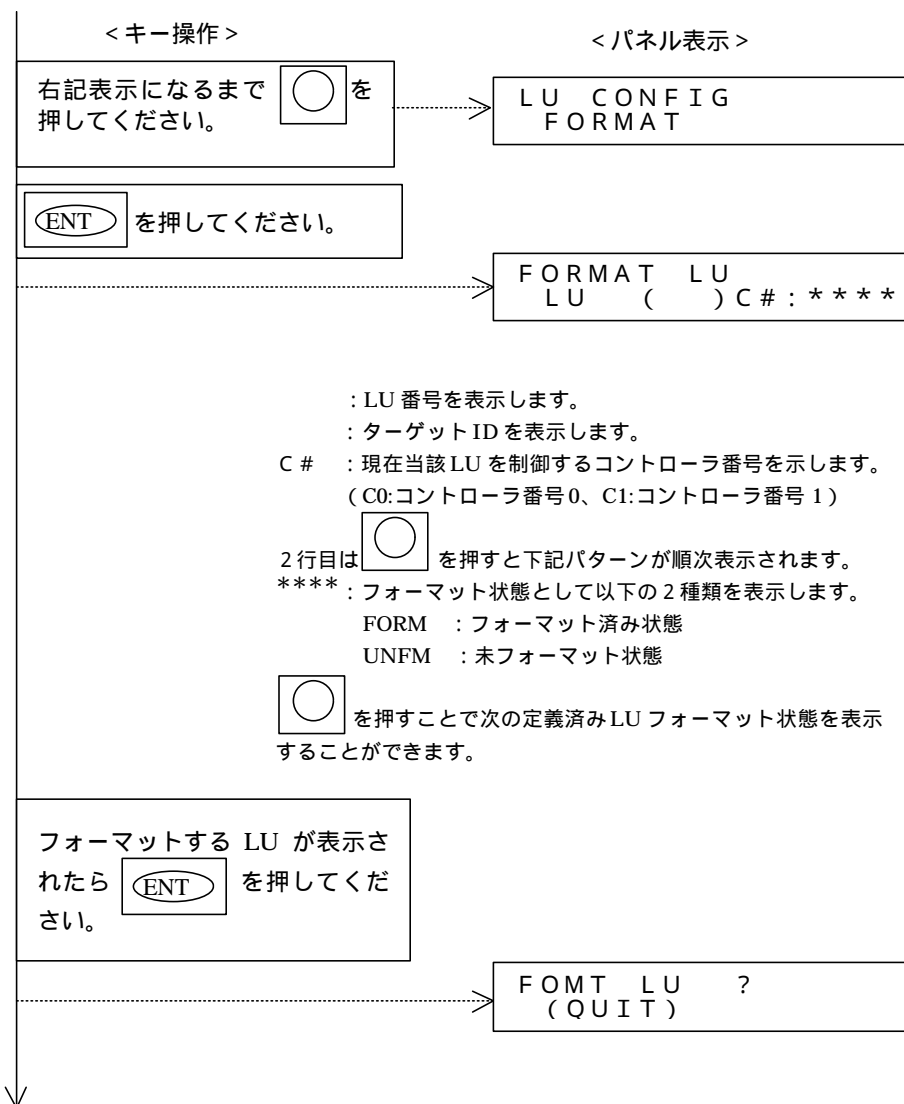 <キー操作>
<パネル表示>
右記表示になるまで を
押してください。
LU CONFIG
FORMAT
ENT を押してください。
FORMAT LU
LU ( )C#:****
:LU 番号を表示します。
:ターゲット ID を表示します。
C# :現在当該 LU を制御するコントローラ番号を示します。
(C0:コントローラ番号 0、C1:コントローラ番号 1)
2行目は を押すと下記パターンが順次表示されます。
****:フォーマット状態として以下の2種類を表示します。
FORM :フォーマット済み状態
UNFM :未フォーマット状態
を押すことで次の定義済み LU フォーマット状態を表示
することができます。
フォーマットする LU が表示さ
れたら ENT を押してくだ
さい。
FOMT LU ?
(QUIT)